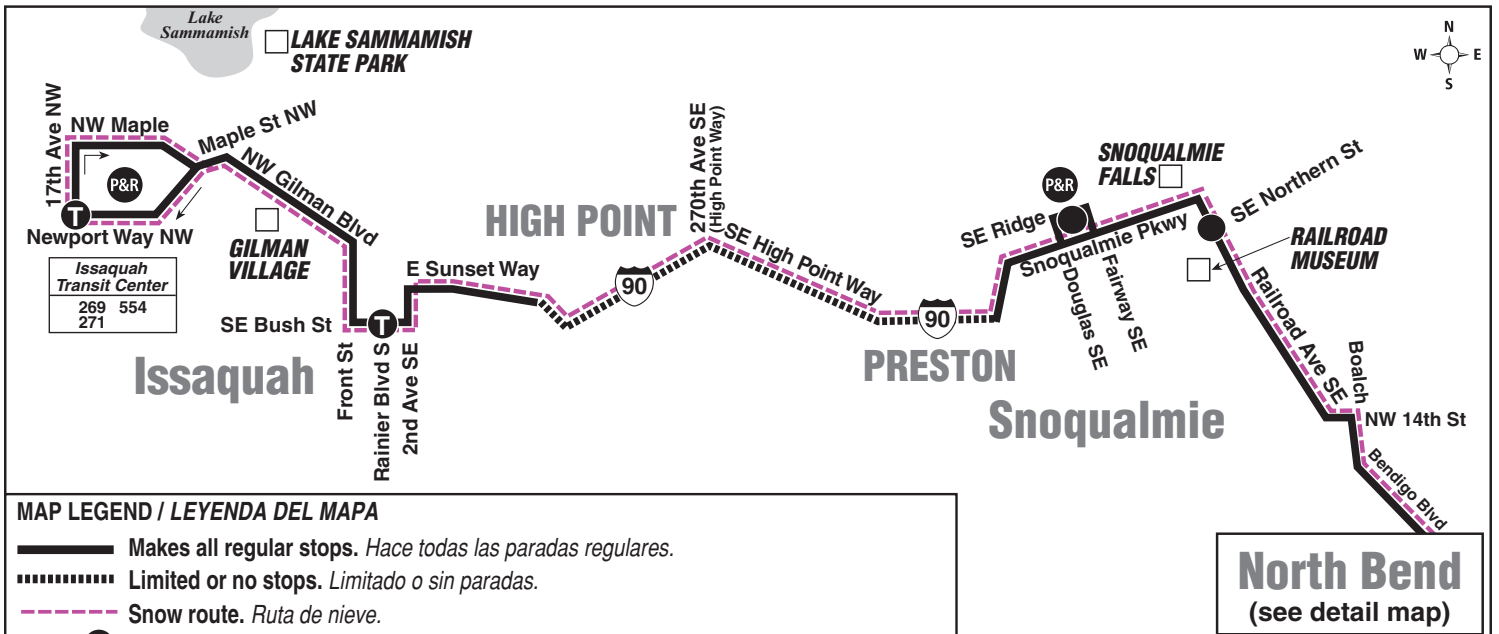 Lake
Sammamish
LAKE SAMMAMISH
STATE PARK
N
W
E
S
17th Ave NW
NW Maple
Maple St NW
P&R
T
Newport Way NW
NW Gilman Blvd
GILMAN
VILLAGE
Issaquah
Transit Center
269 554
271
SE Bush St
Issaquah
Front St
Rainier Blvd S
T
2nd Ave SE
E Sunset Way
HIGH POINT
90
270th Ave SE
(High Point Way)
SE High Point Way
90
PRESTON
SE Ridge
P&R
Snoqualmie Pkwy
Douglas SE
Fairway SE
SNOQUALMIE
FALLS
SE Northern St
RAILROAD
MUSEUM
Railroad Ave SE
Snoqualmie
Boalch
NW 14th St
Bendigo Blvd
North Bend
(see detail map)
MAP LEGEND / LEYENDA DEL MAPA
Makes all regular stops. Hace todas las paradas regulares.
Limited or no stops. Limitado o sin paradas.
Snow route. Ruta de nieve.